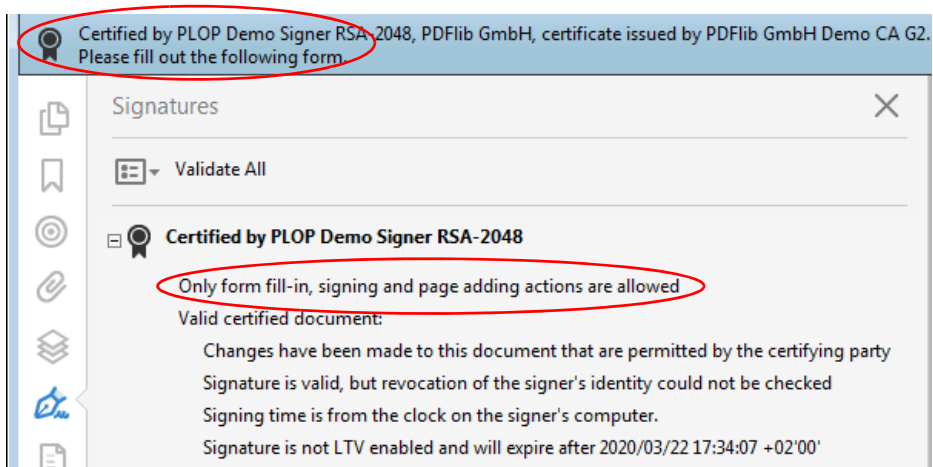 Certified by PLOP Demo Signer RSA-2048, PDFlib GmbH, certificate issued by PDFlib GmbH Demo CA G2.
Please fill out the following form.
Signatures
Validate All
Certified by PLOP Demo Signer RSA-2048
Only form fill-in, signing and page adding actions are allowed
Valid certified document:
Changes have been made to this document that are permitted by the certifying party
Signature is valid, but revocation of the signer's identity could not be checked
Signing time is from the clock on the signer's computer.
Signature is not LTV enabled and will expire after 2020/03/22 17:34:07 +02'00'